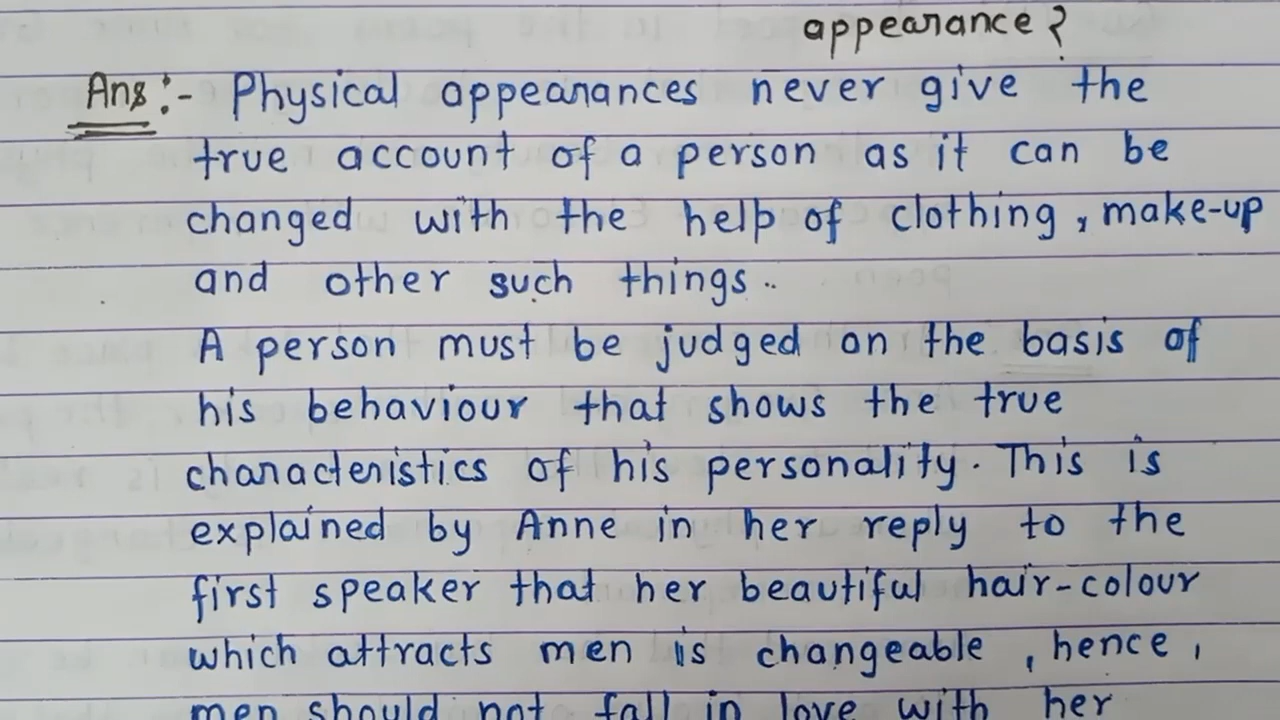 appearance?
Ans:- Physical appearances never give the
true account of a person as it can be
changed with the help of clothing, make-up
and other such things..
A person must be judged on the basis of
his behaviour that shows the true
characteristics of his personality. This is
explained by Anne in her reply to the
first speaker that her beautiful hair-colour
which attracts men is changeable, hence,
men should not fall in love with her